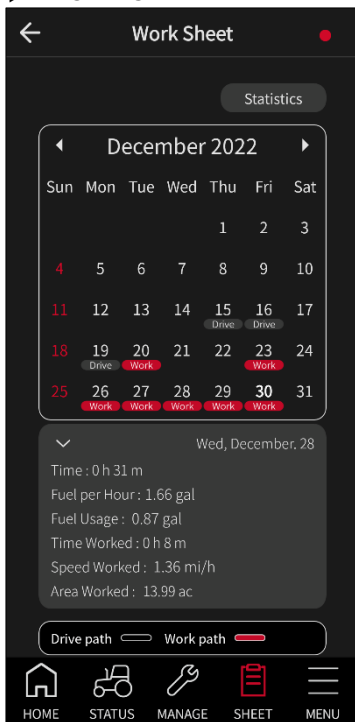 Work Sheet
Statistics
December 2022
Sun Mon Tue Wed Thu Fri Sat
1 2 3
4 5 6 7 8 9 10
11 12 13 14 15 16 17
Drive Drive
18 19 20 21 22 23 24
Drive Work Work
25 26 27 28 29 30 31
Work Work Work Work Work
Wed, December. 28
Time : 0 h 31 m
Fuel per Hour : 1.66 gal
Fuel Usage : 0.87 gal
Time Worked : 0 h 8 m
Speed Worked : 1.36 mi/h
Area Worked : 13.99 ac
Drive path Work path
HOME STATUS MANAGE SHEET MENU